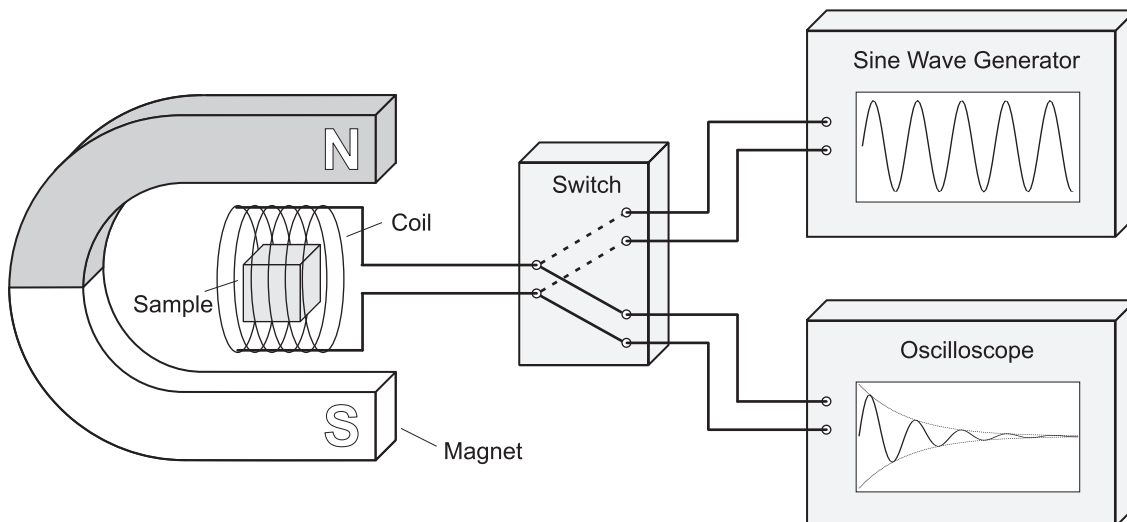 Sine Wave Generator
N
Switch
Coil
Sample
Oscilloscope
S
Magnet